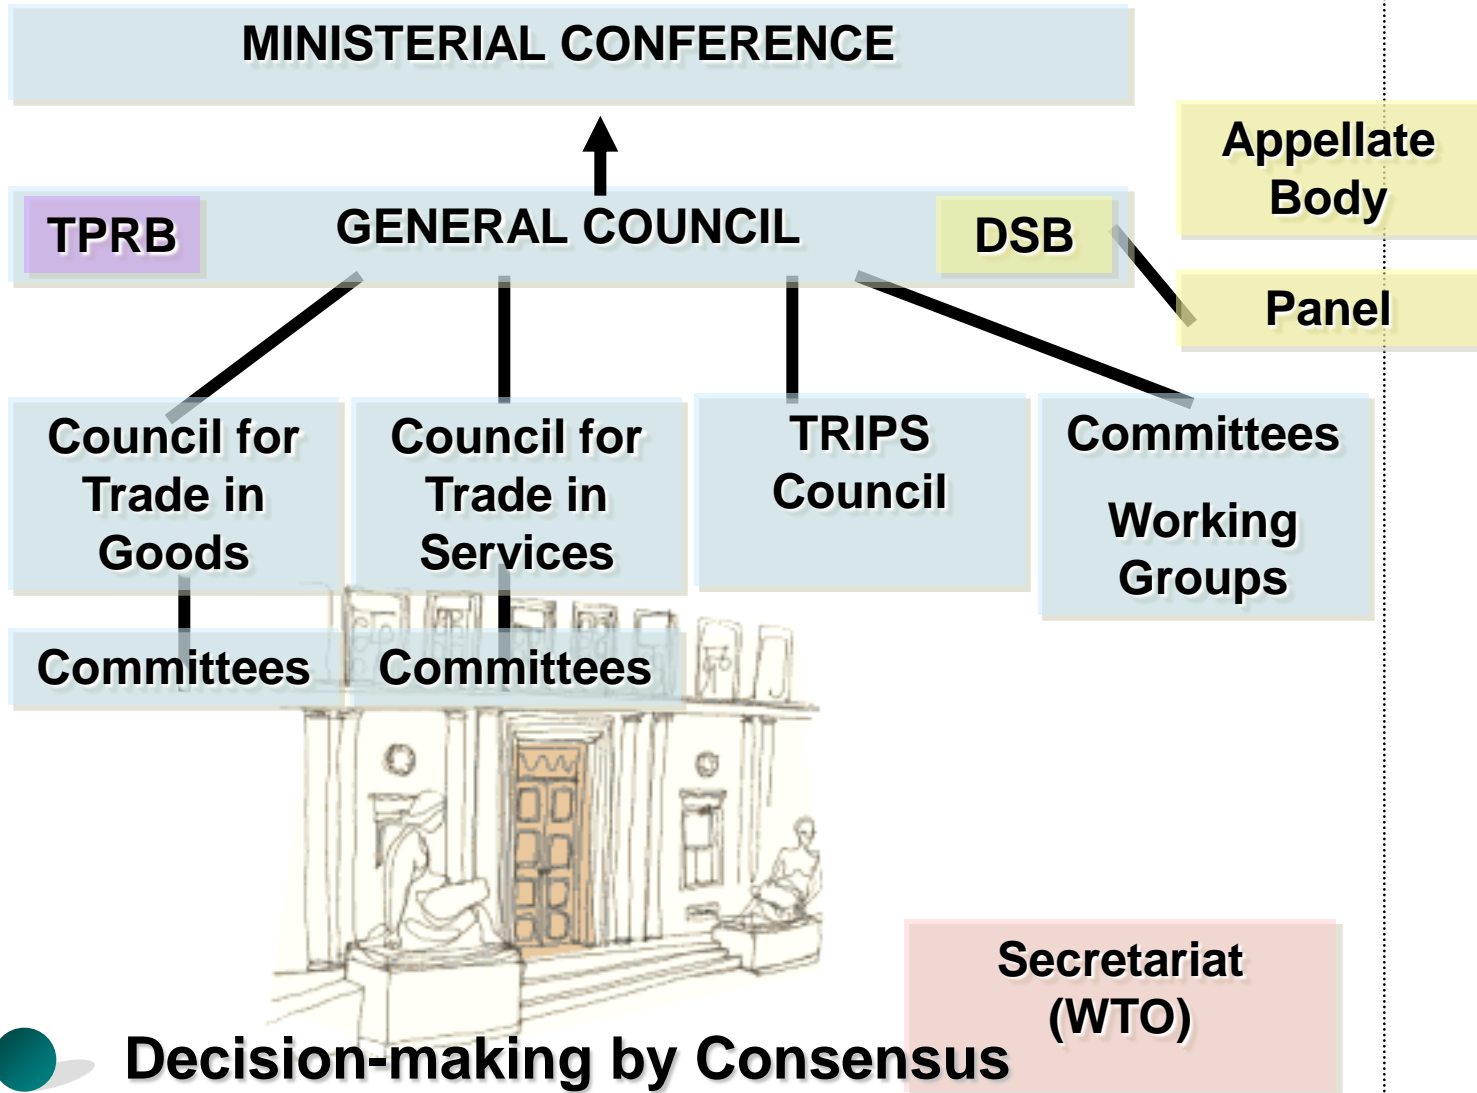 MINISTERIAL CONFERENCE
Appellate
Body
TPRB
GENERAL COUNCIL
DSB
Panel
Council for
Trade in
Goods
Council for
Trade in
Services
TRIPS
Council
Committees
Working
Groups
Committees
Committees
Secretariat
(WTO)
Decision-making by Consensus